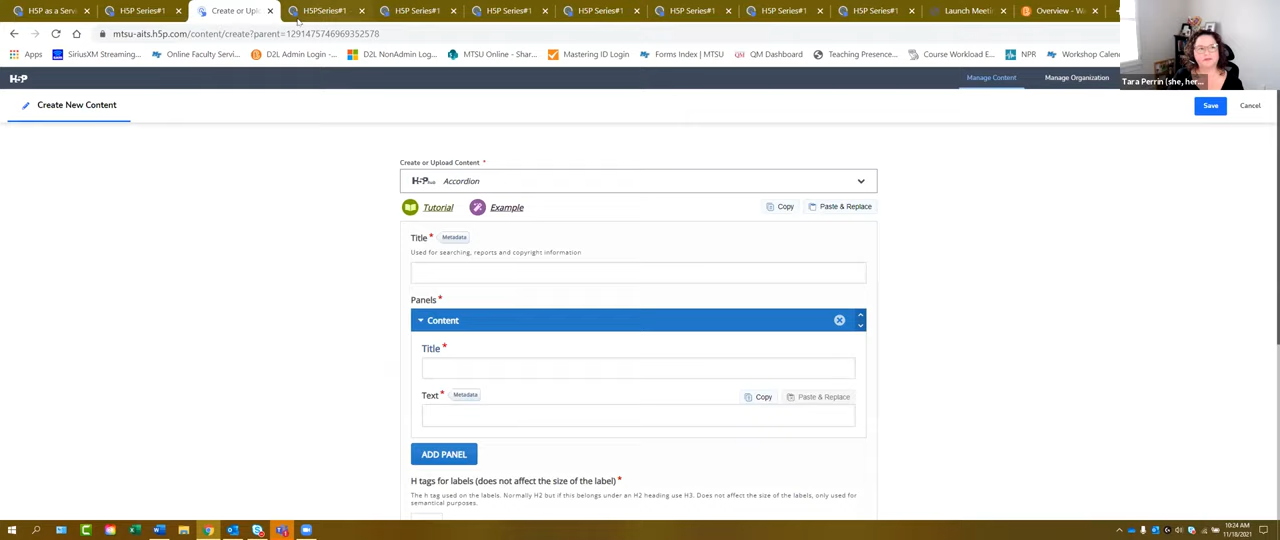 H5P as a Serv
H5P Series#1
Create or Uplo
H5PSeries#1
H5P Series#1
H5P Series#1
H5P Series#1
H5P Series#1
H5P Series#1
H5P Series#1
Launch Meeti
Overview - W
mtsu-aits.h5p.com/content/create?parent=1291475746969352578
Apps
SiriusXM Streaming...
Online Faculty Servi...
D2L Admin Login -...
D2L NonAdmin Log...
MTSU Online - Shar...
Mastering ID Login
Forms Index | MTSU
QM Dashboard
Teaching Presence...
Course Workload E...
NPR
Workshop Calen
H5P
Manage Content
Manage Organization
Tara Perrin (she, her...
Create New Content
Save
Cancel
Create or Upload Content *
H5P hub Accordion
Tutorial
Example
Copy
Paste & Replace
Title * Metadata
Used for searching, reports and copyright information
Panels *
Content
Title *
Text * Metadata
Copy
Paste & Replace
ADD PANEL
H tags for labels (does not affect the size of the label) *
The h tag used on the labels. Normally H2 but if this belongs under an H2 heading use H3. Does not affect the size of the labels, only used for
semantical purposes.
10:24 AM
11/18/2021